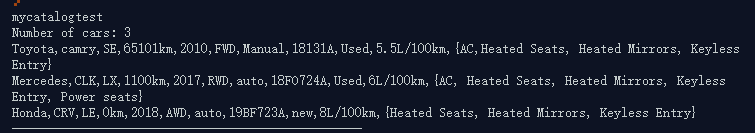 mycatalogtest
Number of cars: 3
Toyota,camry,SE,65101km,2010,FWD,Manual,18131A,Used,5.5L/100km,{AC,Heated Seats, Heated Mirrors, Keyless
Entry}
Mercedes,CLK,LX,1100km,2017,RWD,auto,18F0724A,Used,6L/100km,{AC, Heated Seats, Heated Mirrors, Keyless
Entry, Power seats}
Honda,CRV,LE,0km,2018,AWD,auto,19BF723A,new,8L/100km,{Heated Seats, Heated Mirrors, Keyless Entry}